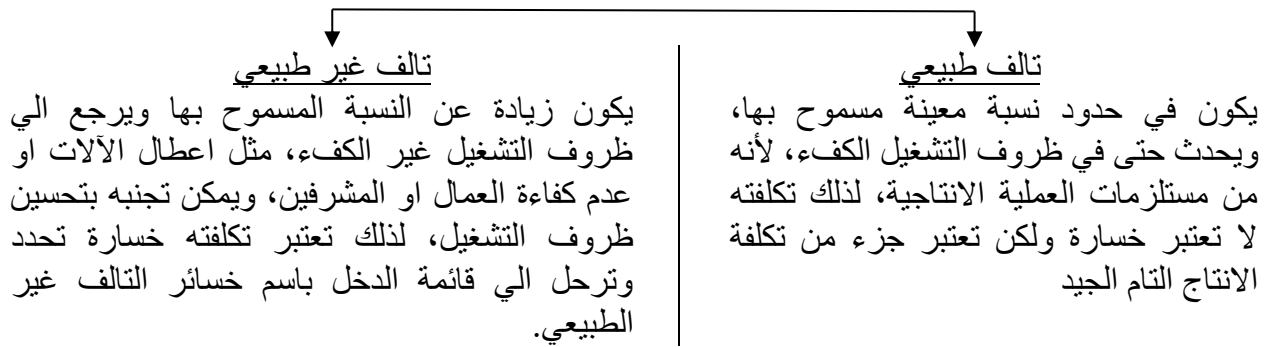 تالف طبيعي
يكون في حدود نسبة معينة مسموح بها،
ويحدث حتى في ظروف التشغيل الكفء، لأنه
من مستلزمات العملية الانتاجية، لذلك تكلفته
لا تعتبر خسارة ولكن تعتبر جزء من تكلفة
الانتاج التام الجيد
تالف غير طبيعي
يكون زيادة عن النسبة المسموح بها ويرجع الي
ظروف التشغيل غير الكفء، مثل اعطال الآلات او
عدم كفاءة العمال او المشرفين، ويمكن تجنبه بتحسين
ظروف التشغيل، لذلك تعتبر تكلفته خسارة تحدد
وترحل الي قائمة الدخل باسم خسائر التالف غير
الطبيعي.